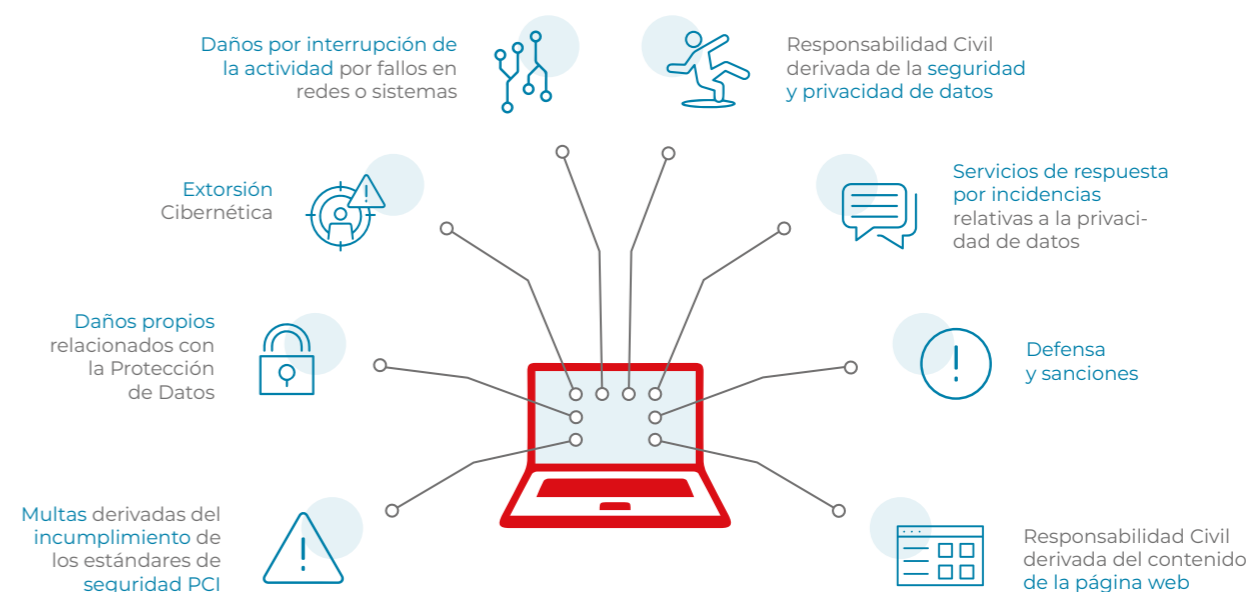 Daños por interrupción de
la actividad por fallos en
redes o sistemas
Responsabilidad Civil
derivada de la seguridad
y privacidad de datos
Extorsión
Cibernética
Servicios de respuesta
por incidencias
relativas a la privaci-
dad de datos
Daños propios
relacionados con
la Protección
de Datos
Defensa
y sanciones
Multas derivadas del
incumplimiento de
los estándares de
seguridad PCI
Responsabilidad Civil
derivada del contenido
de la página web